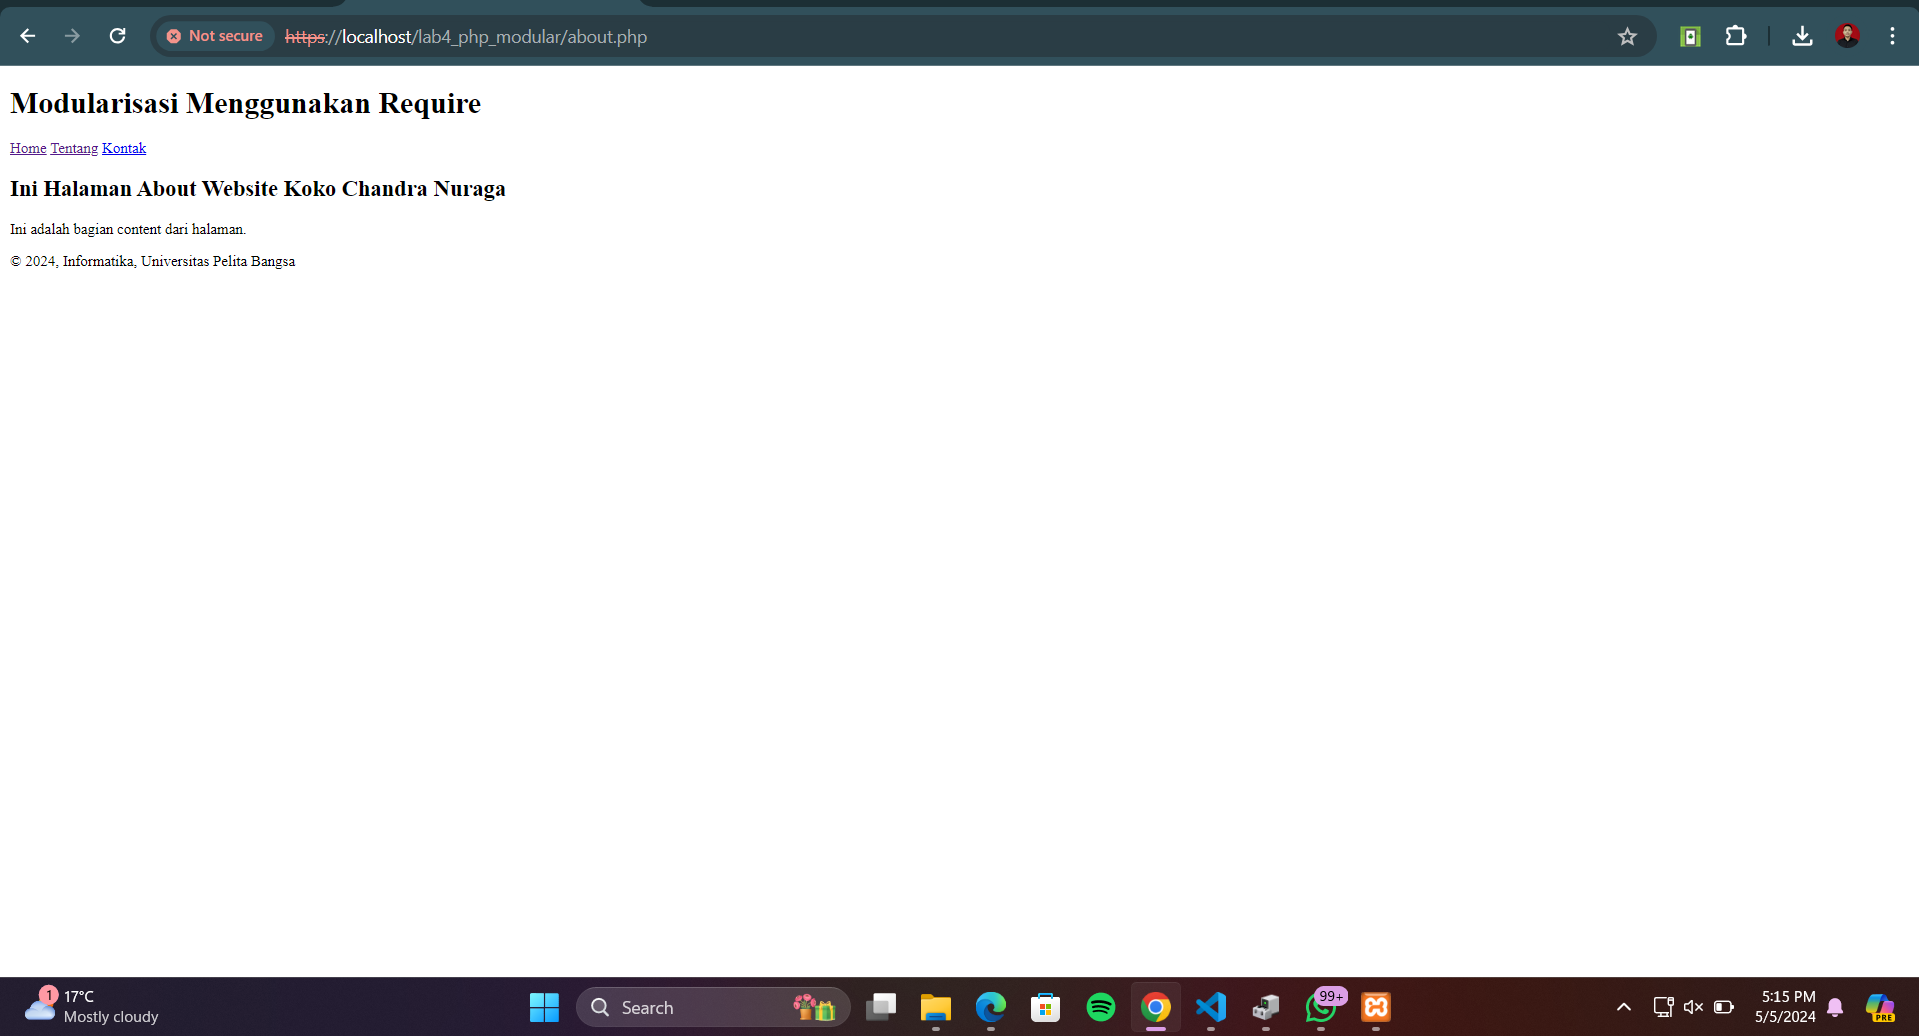 Not secure https://localhost/lab4_php_modular/about.php
Modularisasi Menggunakan Require
Home Tentang Kontak
Ini Halaman About Website Koko Chandra Nuraga
Ini adalah bagian content dari halaman.
© 2024, Informatika, Universitas Pelita Bangsa
1
17°C
Mostly cloudy
Search
99+
5:15 PM
5/5/2024
PRE